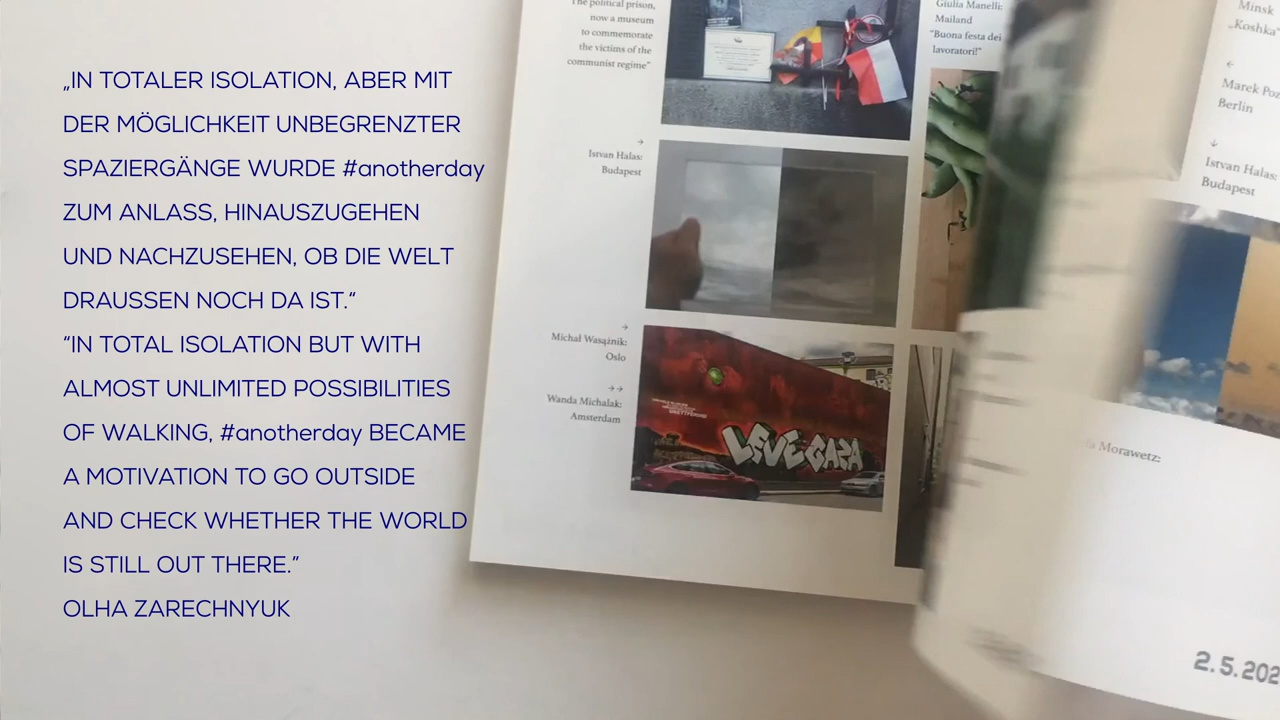 „IN TOTALER ISOLATION, ABER MIT
DER MÖGLICHKEIT UNBEGRENZTER
SPAZIERGÄNGE WURDE #anotherday
ZUM ANLASS, HINAUSZUGEHEN
UND NACHZUSEHEN, OB DIE WELT
DRAUSSEN NOCH DA IST.“
“IN TOTAL ISOLATION BUT WITH
ALMOST UNLIMITED POSSIBILITIES
OF WALKING, #anotherday BECAME
A MOTIVATION TO GO OUTSIDE
AND CHECK WHETHER THE WORLD
IS STILL OUT THERE.”
OLHA ZARECHNYUK
The political prison,
now a museum
to commemorate
the victims of the
communist regime”
→
Istvan Halas:
Budapest
→
Michał Wasążnik:
Oslo
→→
Wanda Michalak:
Amsterdam
Giulia Manelli:
Mailand
“Buona festa dei
lavoratori!”
LEVE GAZA
Minsk
„Koshka“
←
Marek Poz
Berlin
↓
Istvan Halas:
Budapest
Morawetz:
2.5.202